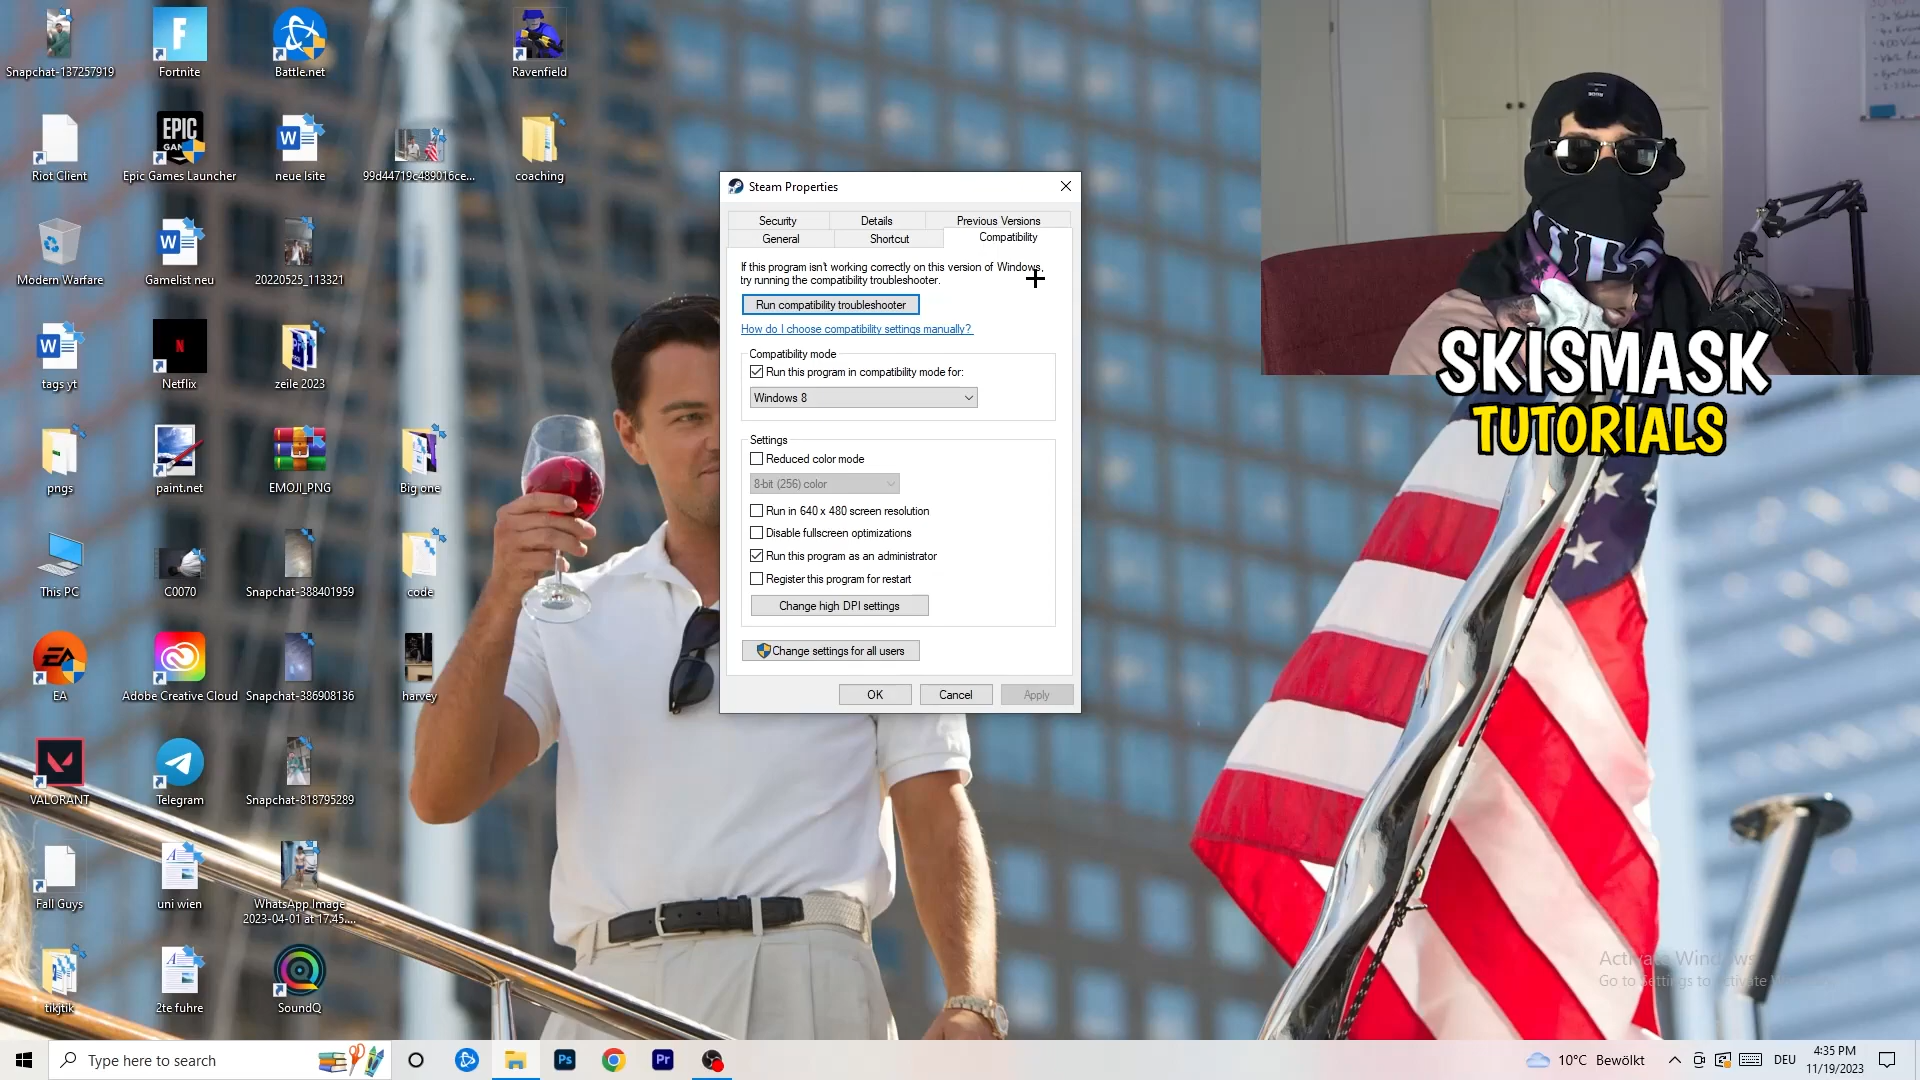 Snapchat-137257919
Fortnite
Battle.net
Ravenfield
Riot Client
EPIC
Epic Games Launcher
neue lsite
99d44719c489016ce...
coaching
Modern Warfare
Gamelist neu
20220525_113321
tags yt
Netflix
zeile 2023
pngs
paint.net
EMOJI_PNG
Big one
This PC
C0070
Snapchat-388401959
code
EA
Adobe Creative Cloud
Snapchat-386908136
harvey
VALORANT
Telegram
Snapchat-818795289
Fall Guys
uni wien
WhatsApp Image
2023-04-01 at 17.45....
tiktjik
2te fuhre
SoundQ
Steam Properties
Security
Details
Previous Versions
General
Shortcut
Compatibility
If this program isn't working correctly on this version of Windows,
try running the compatibility troubleshooter.
Run compatibility troubleshooter
How do I choose compatibility settings manually?
Compatibility mode
Run this program in compatibility mode for:
Windows 8
Settings
Reduced color mode
8-bit (256) color
Run in 640 x 480 screen resolution
Disable fullscreen optimizations
Run this program as an administrator
Register this program for restart
Change high DPI settings
Change settings for all users
OK
Cancel
Apply
SKISMASK
TUTORIALS
Activate Windows
Go to Settings to activate
Type here to search
Ps
Pr
10°C Bewölkt
DEU
4:35 PM
11/19/2023